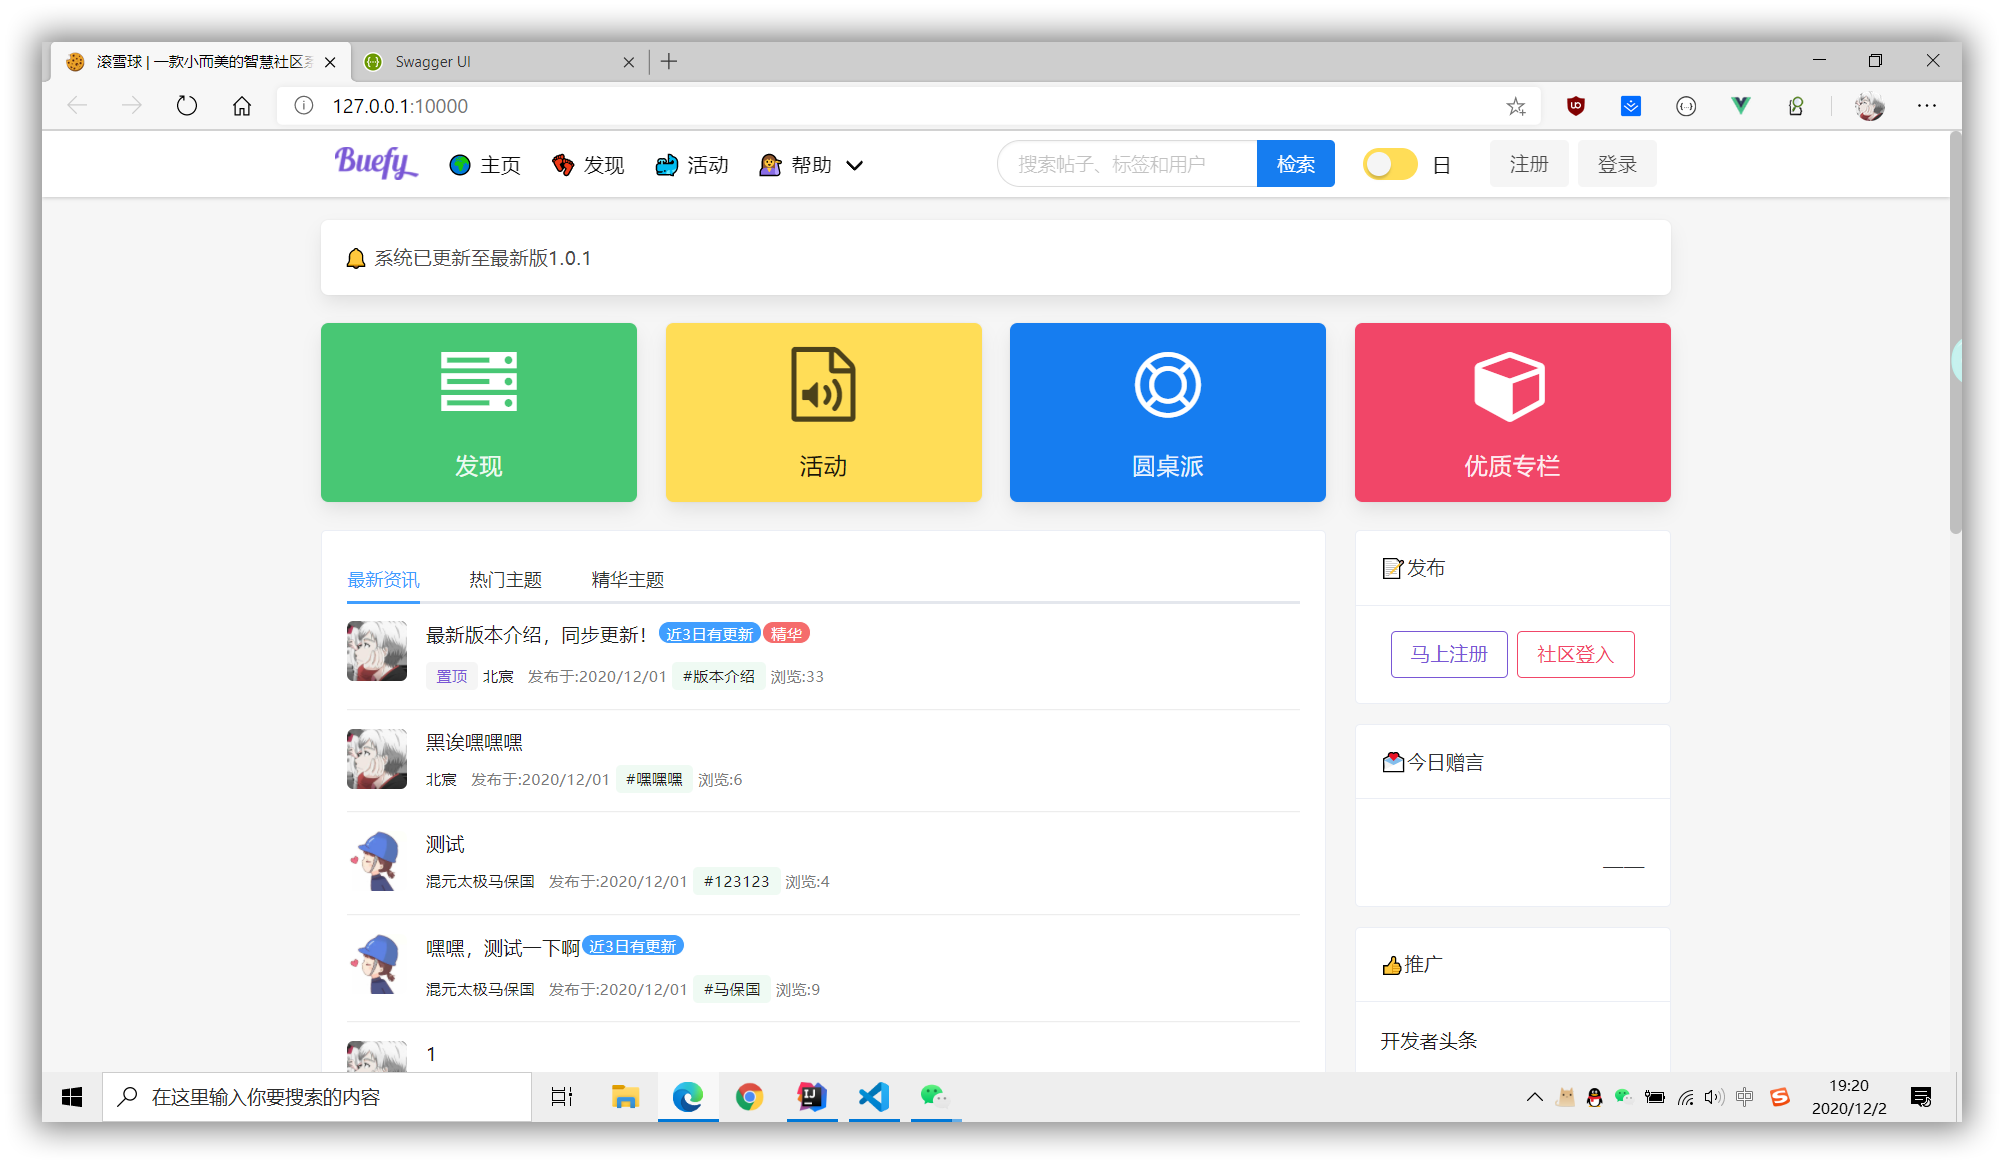 滚雪球 | 一款小而美的智慧社区系
Swagger UI
127.0.0.1:10000
Buefy 主页 发现 活动 帮助 搜索帖子、标签和用户 检索 日 注册 登录
系统已更新至最新版1.0.1
发现 活动 圆桌派 优质专栏
最新资讯 热门主题 精华主题
最新版本介绍，同步更新！ 近3日有更新 精华
置顶 北宸 发布于:2020/12/01 #版本介绍 浏览:33
黑诶嘿嘿嘿
北宸 发布于:2020/12/01 #嘿嘿嘿 浏览:6
测试
混元太极马保国 发布于:2020/12/01 #123123 浏览:4
嘿嘿，测试一下啊 近3日有更新
混元太极马保国 发布于:2020/12/01 #马保国 浏览:9
1
发布
马上注册 社区登入
今日赠言
——
推广
开发者头条
在这里输入你要搜索的内容
中
19:20
2020/12/2